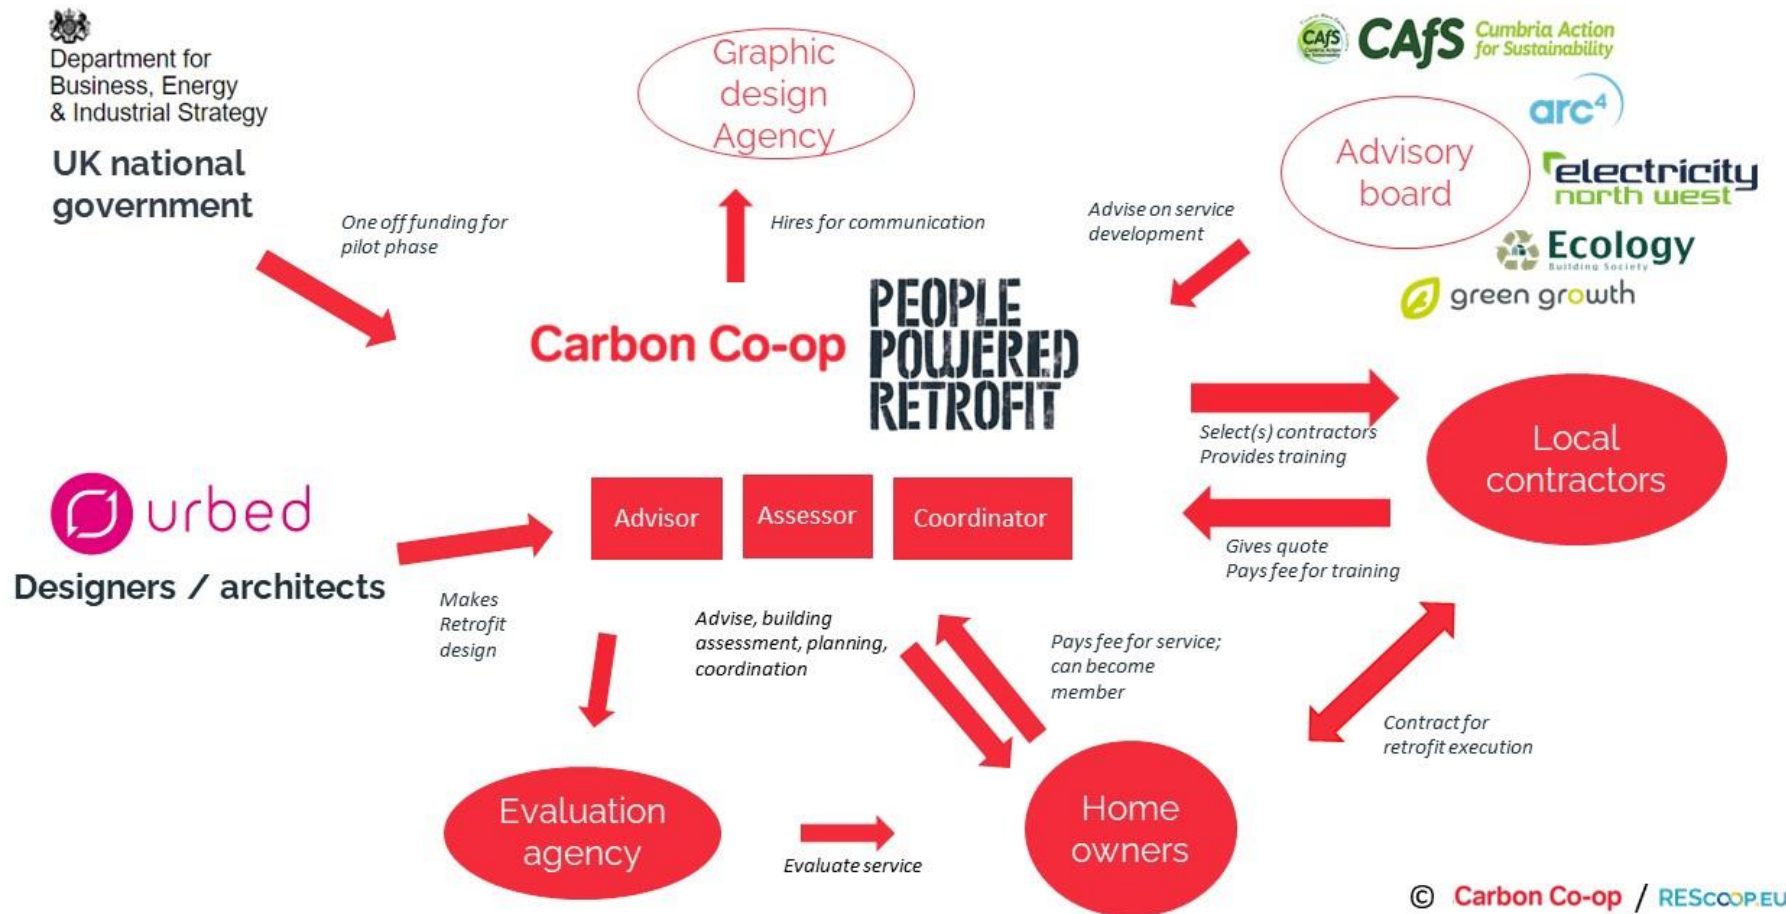 Department for
Business, Energy
& Industrial Strategy
UK national
government
One off funding for
pilot phase
Graphic
design
Agency
Hires for communication
CAfS
CAfS
Cumbria Action
for Sustainability
arc4
Advisory
board
electricity
north west
Ecology
Building Society
green growth
Advise on service
development
Carbon Co-op
PEOPLE
POWERED
RETROFIT
Select(s) contractors
Provides training
Local
contractors
Gives quote
Pays fee for training
urbed
Designers / architects
Makes
Retrofit
design
Advisor
Assessor
Coordinator
Advise, building
assessment, planning,
coordination
Pays fee for service;
can become
member
Contract for
retrofit execution
Evaluation
agency
Evaluate service
Home
owners
© Carbon Co-op / REScoop.EU